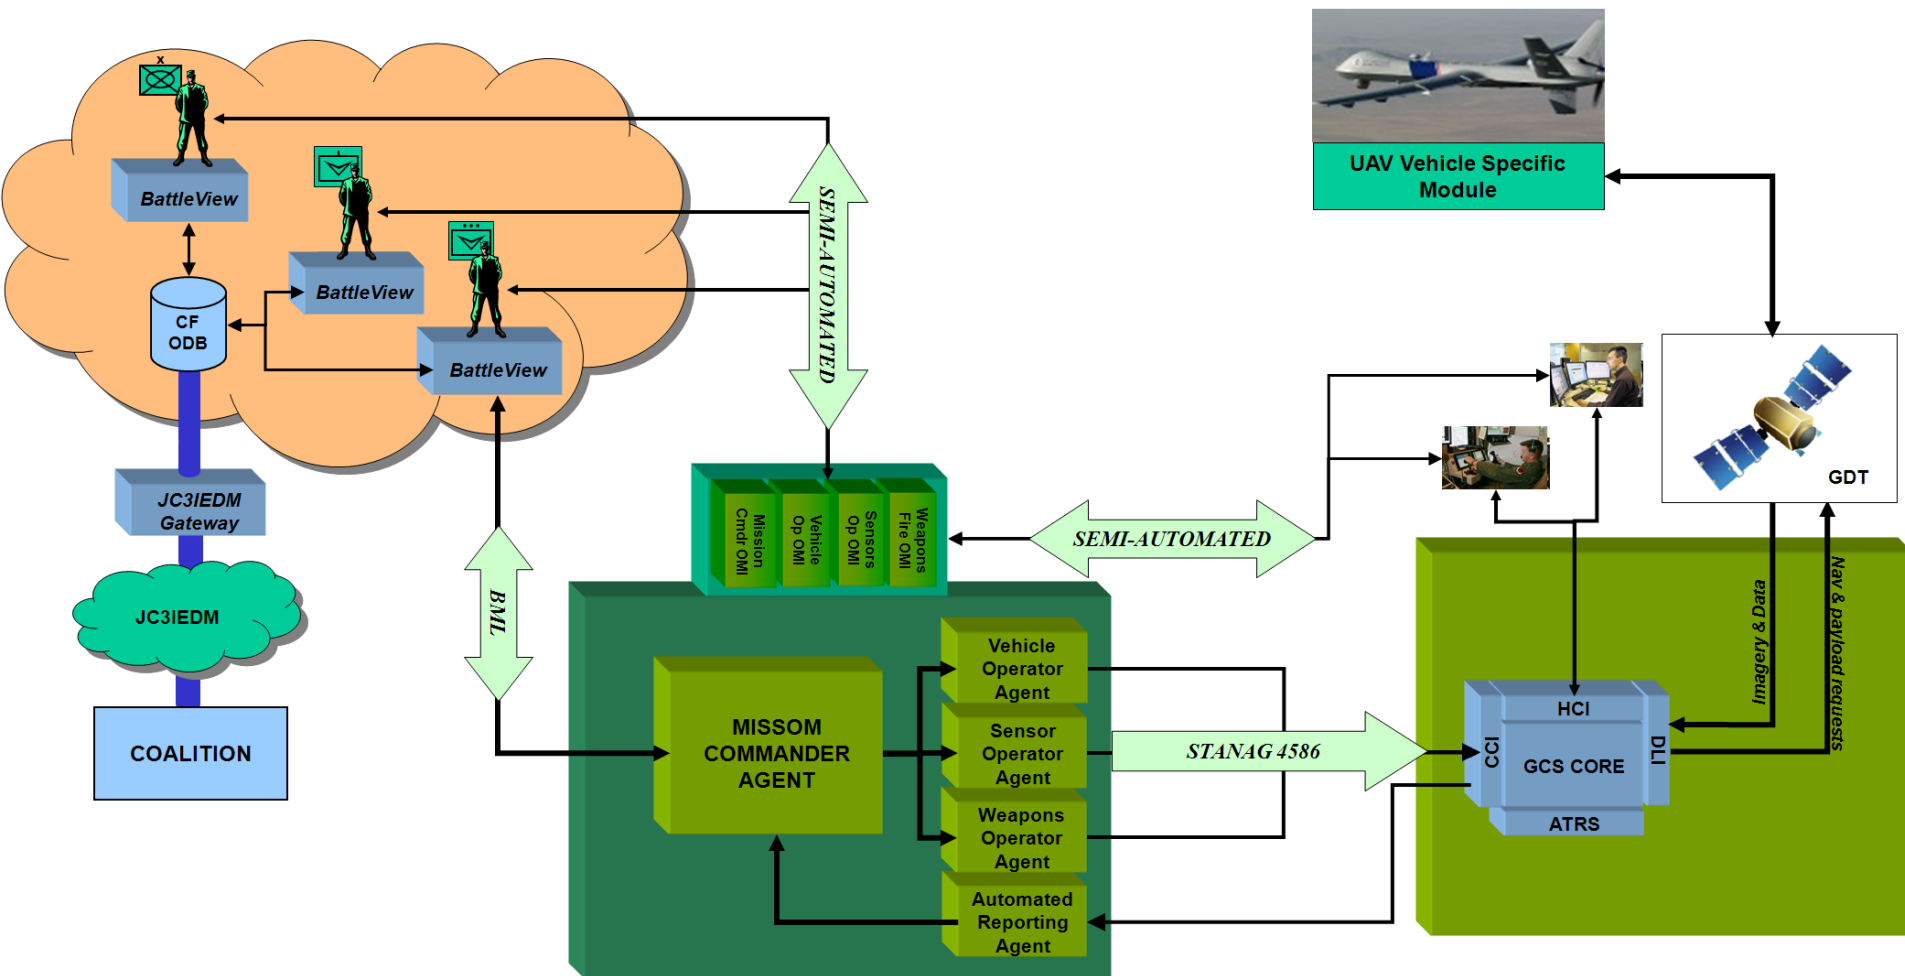 x
BattleView
BattleView
BattleView
CF
ODB
JC3IEDM
Gateway
JC3IEDM
COALITION
SEMI-AUTOMATED
BML
Mission
Cmdr OMI
Vehicle
Op OMI
Sensors
Op OMI
Weapons
Fire OMI
SEMI-AUTOMATED
MISSOM
COMMANDER
AGENT
Vehicle
Operator
Agent
Sensor
Operator
Agent
Weapons
Operator
Agent
Automated
Reporting
Agent
STANAG 4586
UAV Vehicle Specific
Module
GDT
Imagery & Data
Nav & payload requests
HCI
CCI
GCS CORE
DLI
ATRS